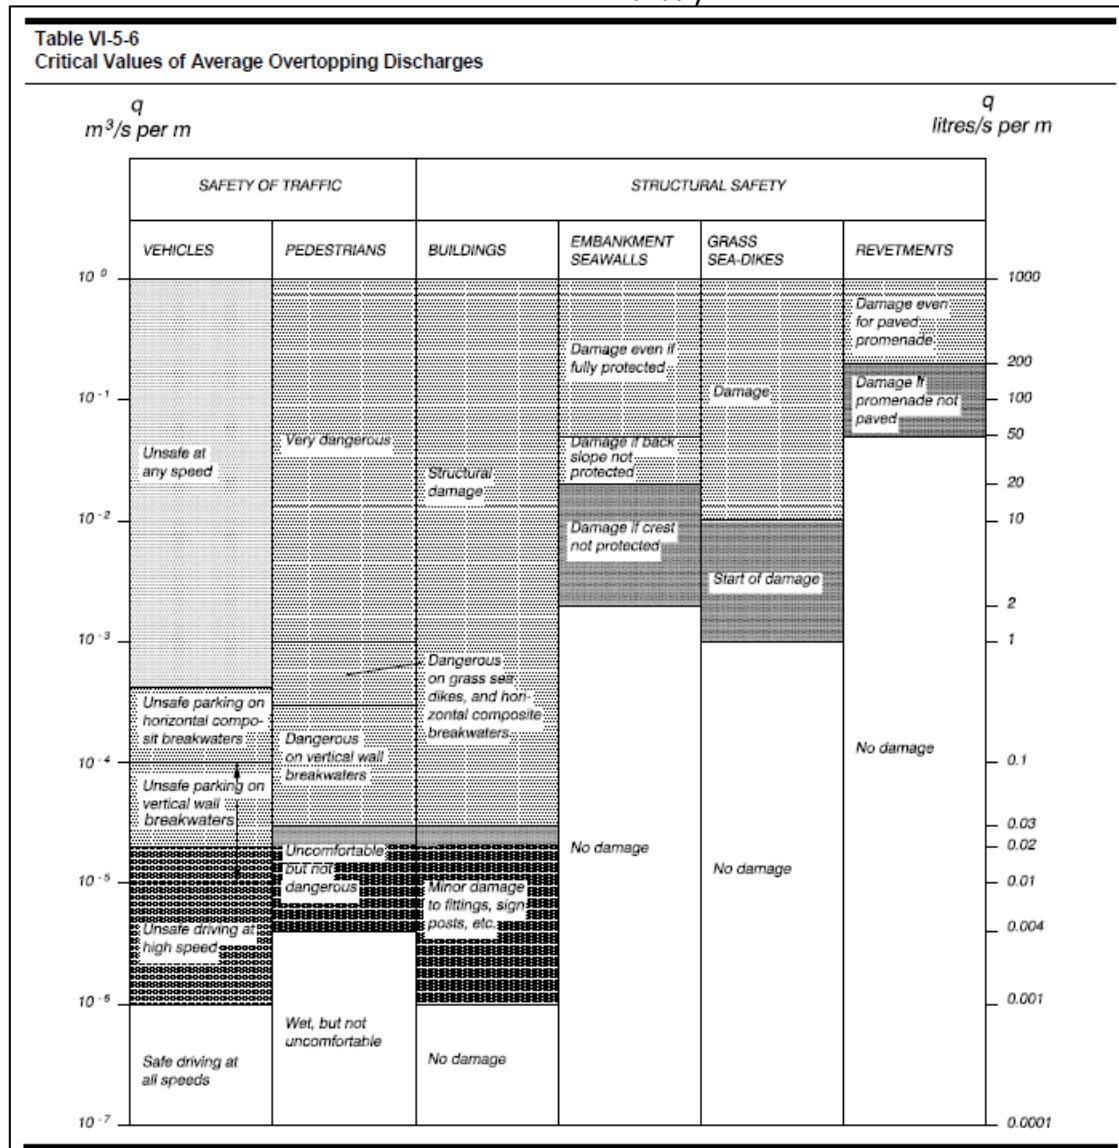 Table VI-5-6
Critical Values of Average Overtopping Discharges
q
m³/s per m
q
litres/s per m
SAFETY OF TRAFFIC
STRUCTURAL SAFETY
VEHICLES
PEDESTRIANS
BUILDINGS
EMBANKMENT
SEAWALLS
GRASS
SEA-DIKES
REVETMENTS
10⁰
10⁻¹
10⁻²
10⁻³
10⁻⁴
10⁻⁵
10⁻⁶
10⁻⁷
Unsafe at
any speed
Unsafe parking on
horizontal compo-
sit breakwaters
Unsafe parking on
vertical wall
breakwaters
Unsafe driving at
high speed
Safe driving at
all speeds
Very dangerous
Dangerous
on vertical wall
breakwaters
Uncomfortable
but not
dangerous
Wet, but not
uncomfortable
Structural
damage
Dangerous
on grass sea
dikes, and hori-
zontal composite
breakwaters
Minor damage
to fittings, sign
posts, etc.
No damage
Damage even if
fully protected
Damage if back
slope not
protected
Damage if crest
not protected
No damage
Damage
Start of damage
No damage
Damage even
for paved
promenade
Damage if
promenade not
paved
No damage
1000
200
100
50
20
10
2
1
0.1
0.03
0.02
0.01
0.004
0.001
0.0001